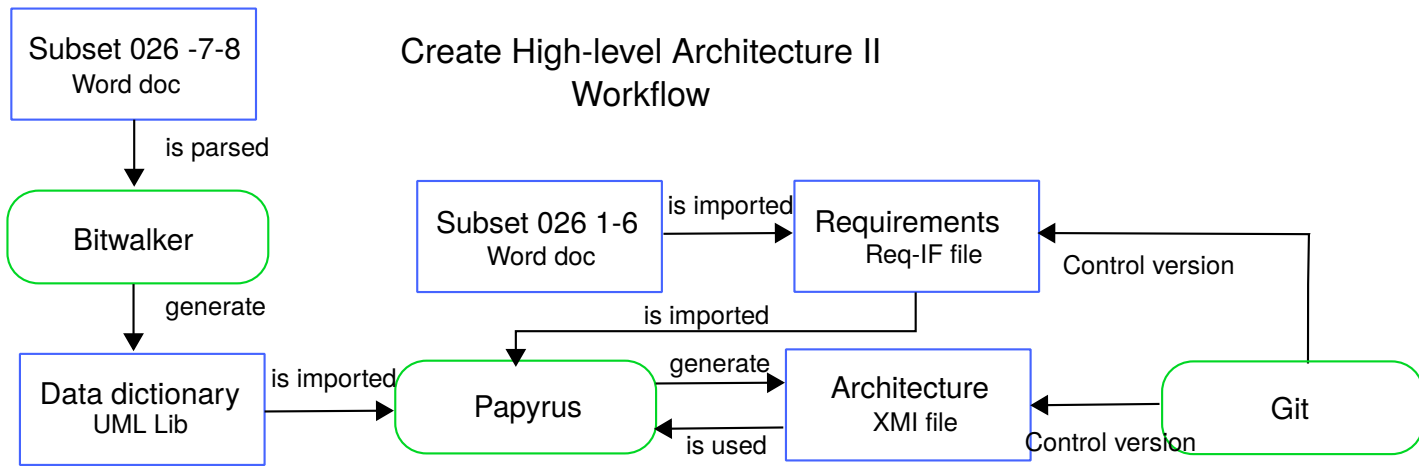 Subset 026 -7-8
Word doc
Create High-level Architecture II
Workflow
is parsed
Bitwalker
generate
Subset 026 1-6
Word doc
is imported
Requirements
Req-IF file
Control version
is imported
Data dictionary
UML Lib
is imported
Papyrus
generate
is used
Architecture
XMI file
Control version
Git